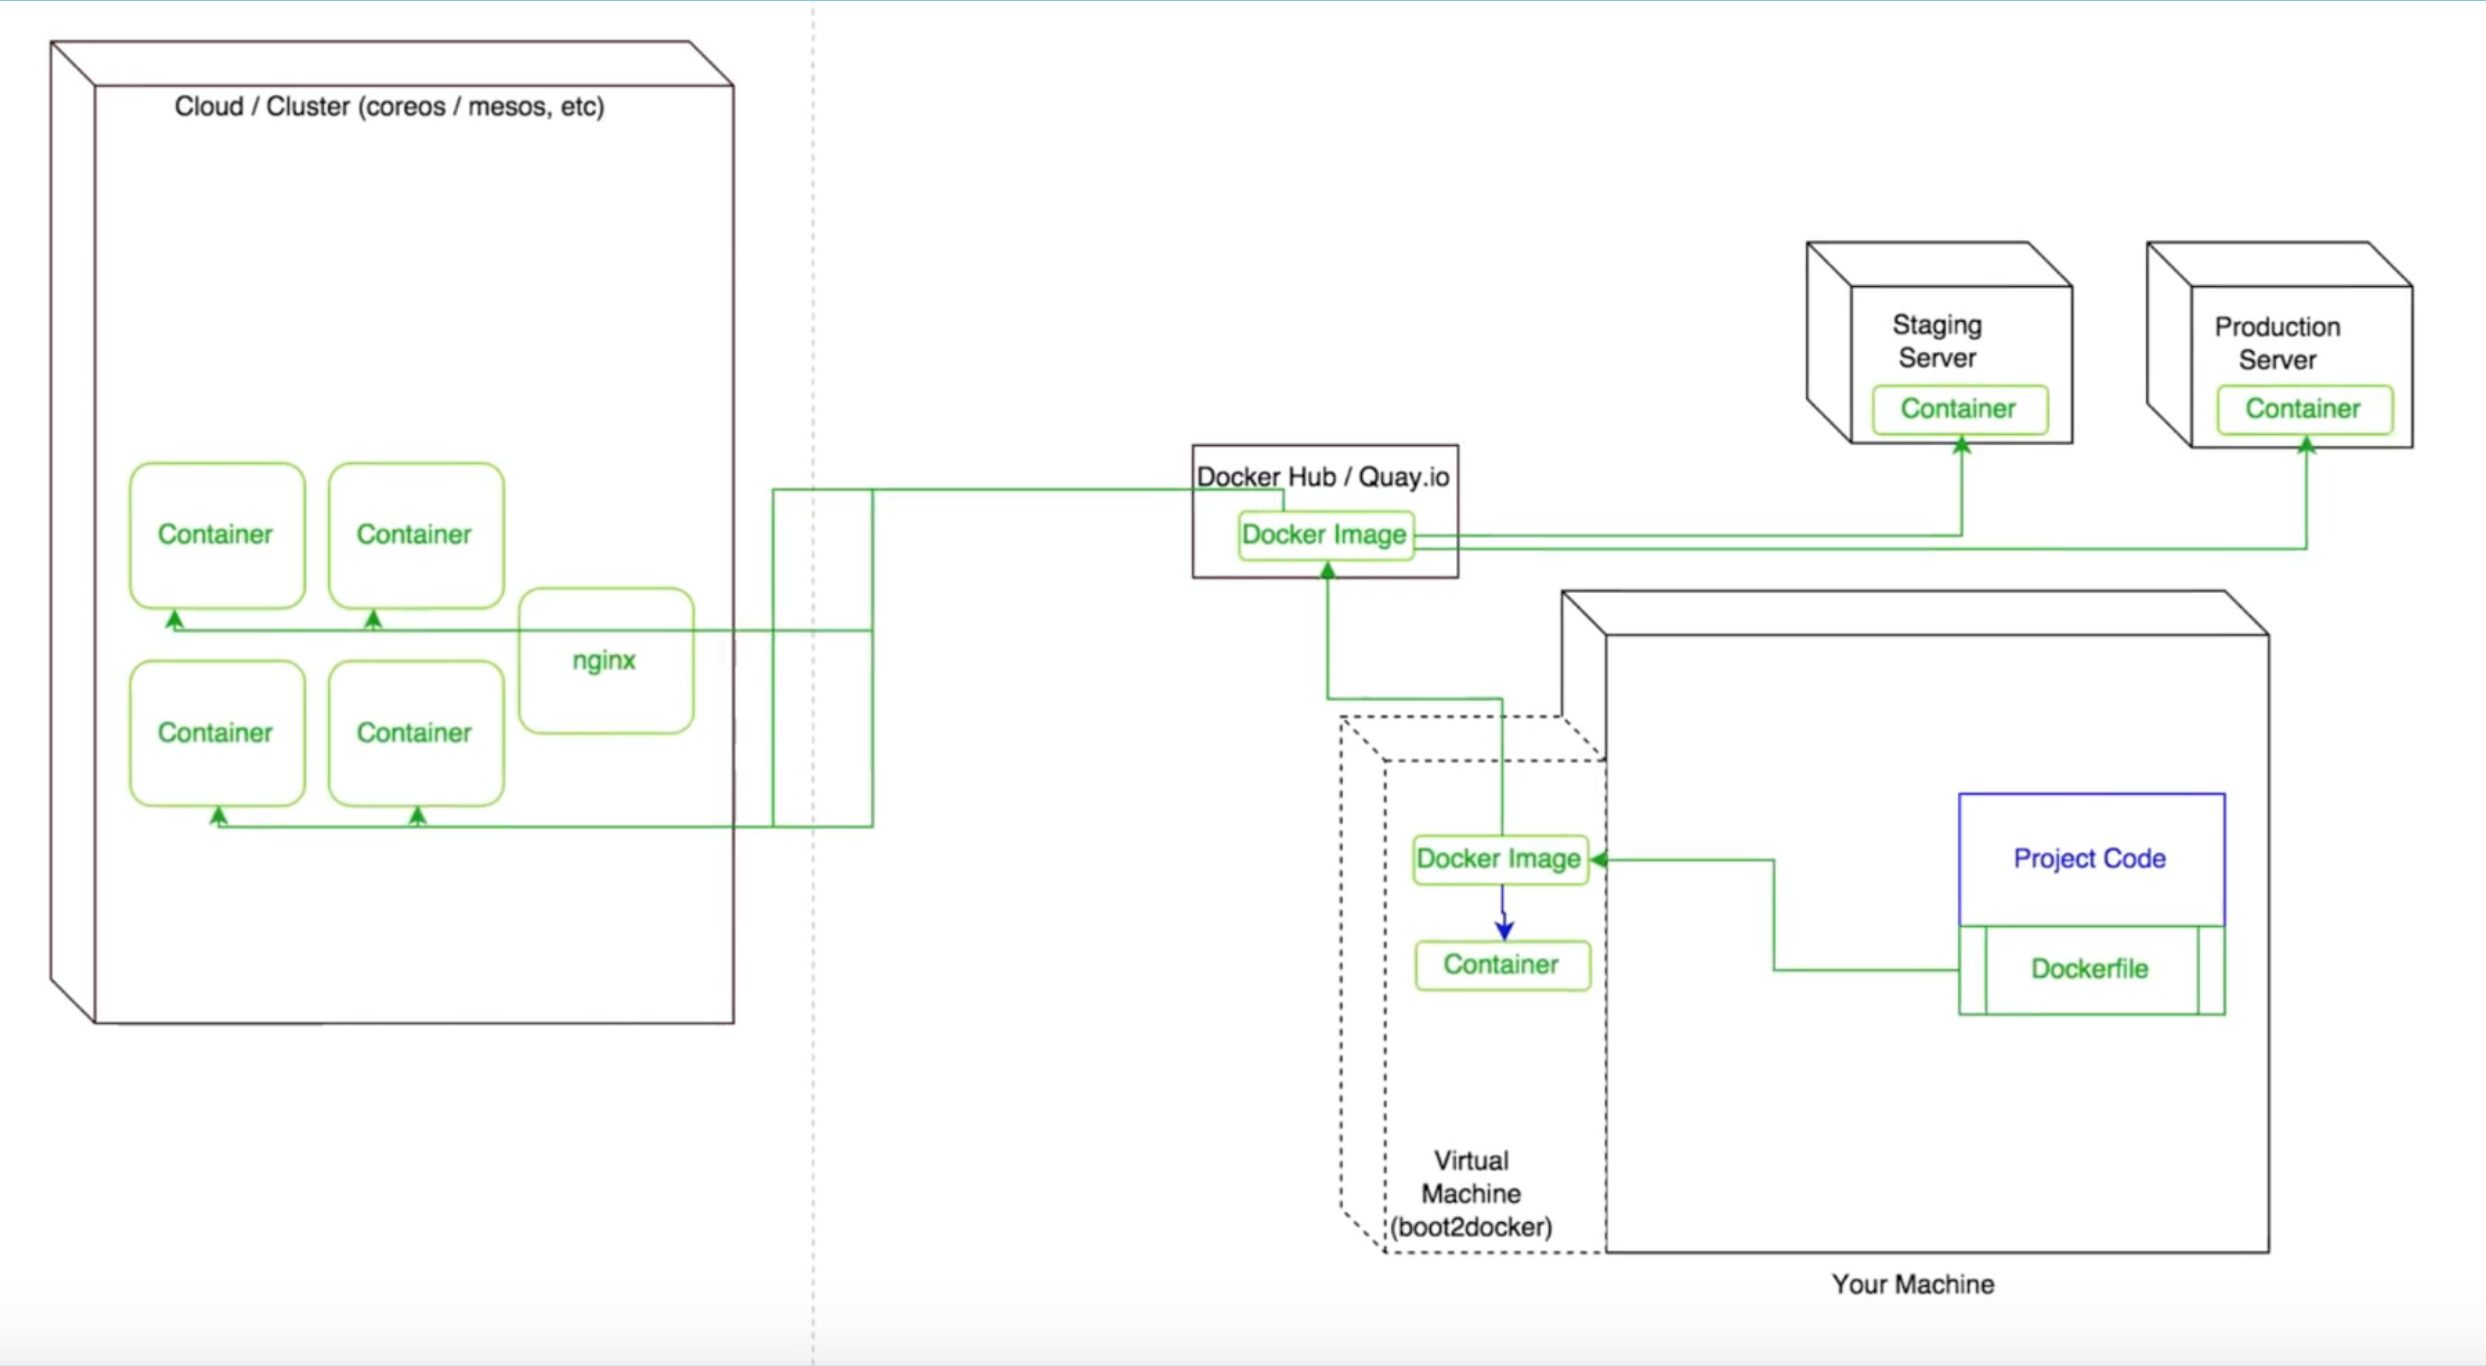 Cloud / Cluster (coreos / mesos, etc)
Container
Container
nginx
Container
Container
Docker Hub / Quay.io
Docker Image
Staging
Server
Container
Production
Server
Container
Docker Image
Container
Virtual
Machine
(boot2docker)
Project Code
Dockerfile
Your Machine